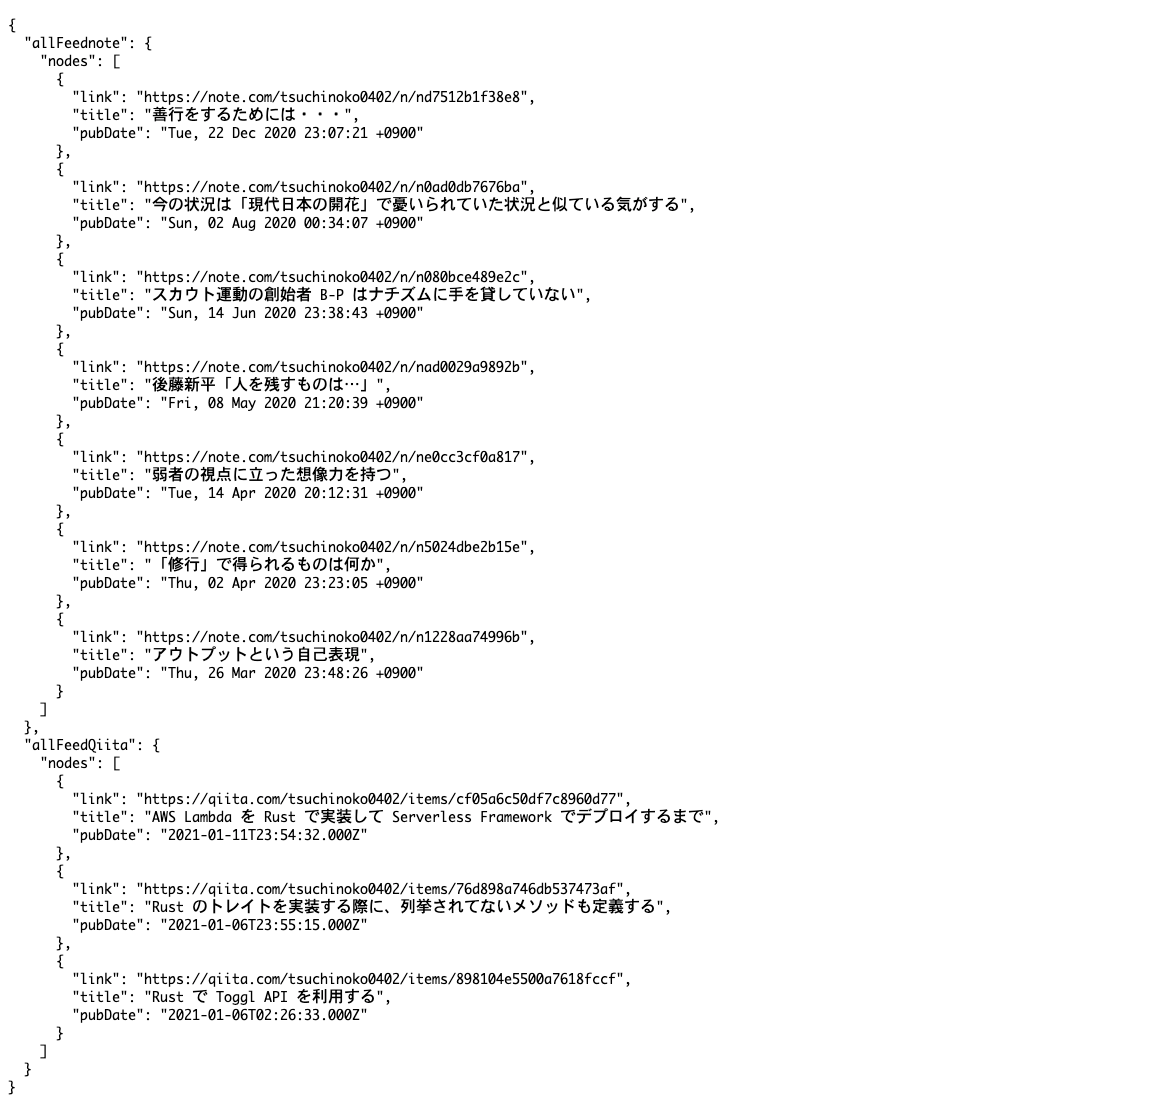 {
  "allFeednote": {
    "nodes": [
      {
        "link": "https://note.com/tsuchinoko0402/n/nd7512b1f38e8",
        "title": "善行をするためには・・・",
        "pubDate": "Tue, 22 Dec 2020 23:07:21 +0900"
      },
      {
        "link": "https://note.com/tsuchinoko0402/n/n0ad0db7676ba",
        "title": "今の状況は「現代日本の開花」で憂いられていた状況と似ている気がする",
        "pubDate": "Sun, 02 Aug 2020 00:34:07 +0900"
      },
      {
        "link": "https://note.com/tsuchinoko0402/n/n080bce489e2c",
        "title": "スカウト運動の創始者 B-P はナチズムに手を貸していない",
        "pubDate": "Sun, 14 Jun 2020 23:38:43 +0900"
      },
      {
        "link": "https://note.com/tsuchinoko0402/n/nad0029a9892b",
        "title": "後藤新平「人を残すものは…」",
        "pubDate": "Fri, 08 May 2020 21:20:39 +0900"
      },
      {
        "link": "https://note.com/tsuchinoko0402/n/ne0cc3cf0a817",
        "title": "弱者の視点に立った想像力を持つ",
        "pubDate": "Tue, 14 Apr 2020 20:12:31 +0900"
      },
      {
        "link": "https://note.com/tsuchinoko0402/n/n5024dbe2b15e",
        "title": "「修行」で得られるものは何か",
        "pubDate": "Thu, 02 Apr 2020 23:23:05 +0900"
      },
      {
        "link": "https://note.com/tsuchinoko0402/n/n1228aa74996b",
        "title": "アウトプットという自己表現",
        "pubDate": "Thu, 26 Mar 2020 23:48:26 +0900"
      }
    ]
  },
  "allFeedQiita": {
    "nodes": [
      {
        "link": "https://qiita.com/tsuchinoko0402/items/cf05a6c50df7c8960d77",
        "title": "AWS Lambda を Rust で実装して Serverless Framework でデプロイするまで",
        "pubDate": "2021-01-11T23:54:32.000Z"
      },
      {
        "link": "https://qiita.com/tsuchinoko0402/items/76d898a746db537473af",
        "title": "Rust のトレイトを実装する際に、列挙されてないメソッドも定義する",
        "pubDate": "2021-01-06T23:55:15.000Z"
      },
      {
        "link": "https://qiita.com/tsuchinoko0402/items/898104e5500a7618fccf",
        "title": "Rust で Toggl API を利用する",
        "pubDate": "2021-01-06T02:26:33.000Z"
      }
    ]
  }
}